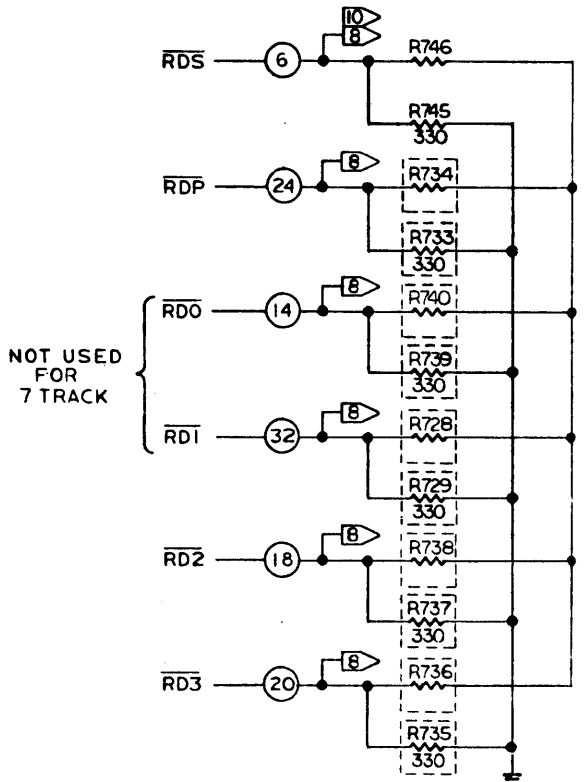 10
8
RDS 6 R746
R745
330
8
RDP 24 R734
R733
330
8
RD0 14 R740
R739
330
NOT USED
FOR
7 TRACK
8
RD1 32 R728
R729
330
8
RD2 18 R738
R737
330
8
RD3 20 R736
R735
330